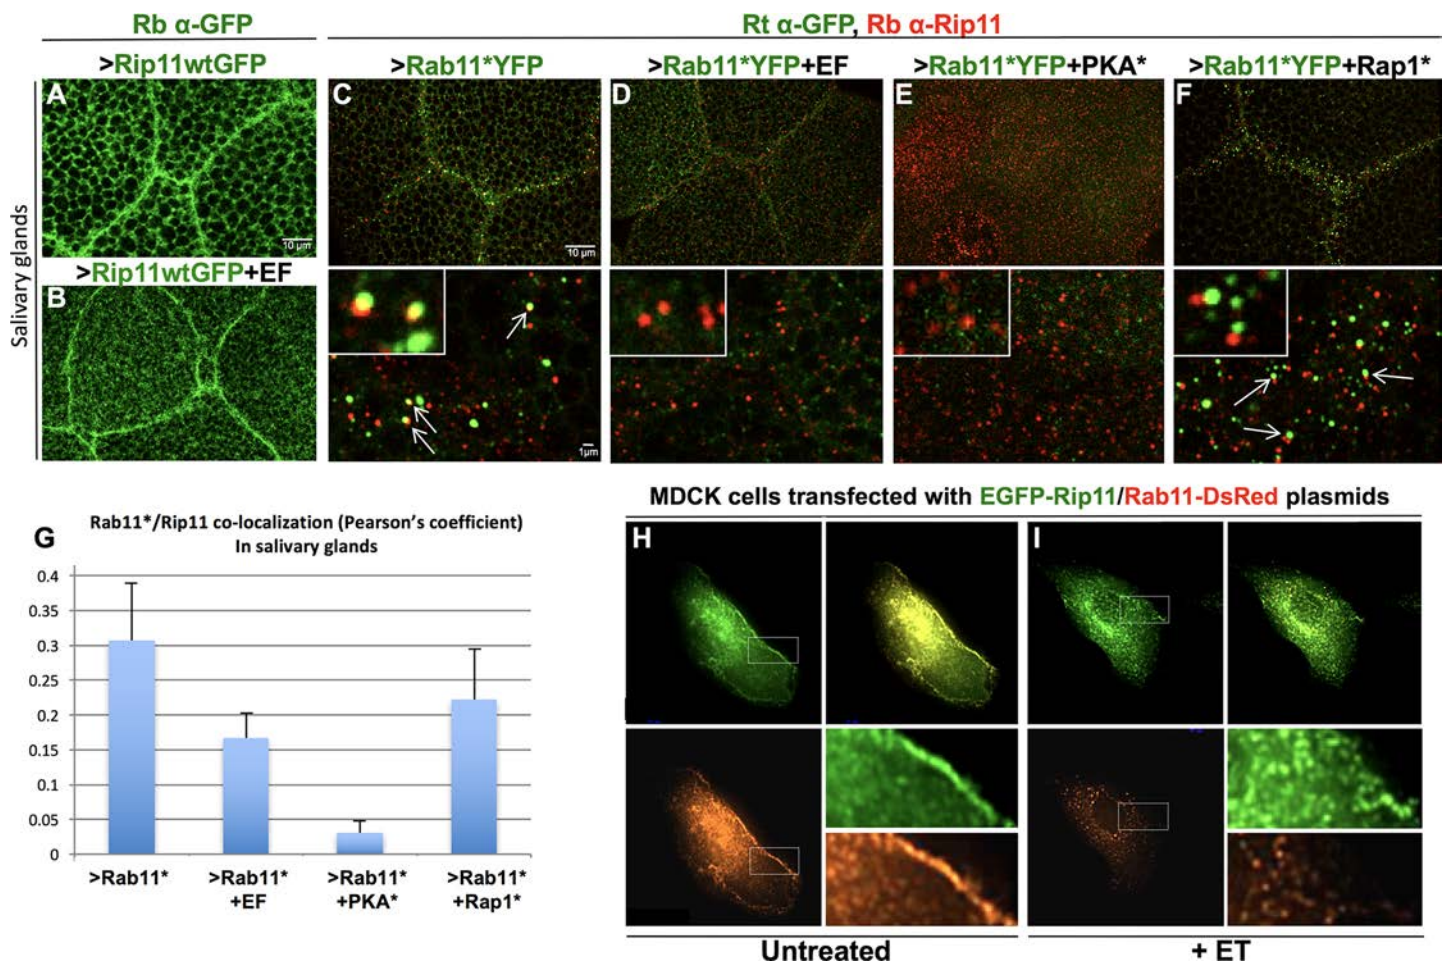 Rb α-GFP
Rt α-GFP, Rb α-Rip11
Salivary glands
>Rip11wtGFP
A
10 µm
>Rip11wtGFP+EF
B
>Rab11*YFP
C
10 µm
1µm
>Rab11*YFP+EF
D
>Rab11*YFP+PKA*
E
>Rab11*YFP+Rap1*
F
G
Rab11*/Rip11 co-localization (Pearson's coefficient)
In salivary glands
0.4
0.35
0.3
0.25
0.2
0.15
0.1
0.05
0
>Rab11*
>Rab11*
+EF
>Rab11*
+PKA*
>Rab11*
+Rap1*
MDCK cells transfected with EGFP-Rip11/Rab11-DsRed plasmids
H
I
Untreated
+ ET